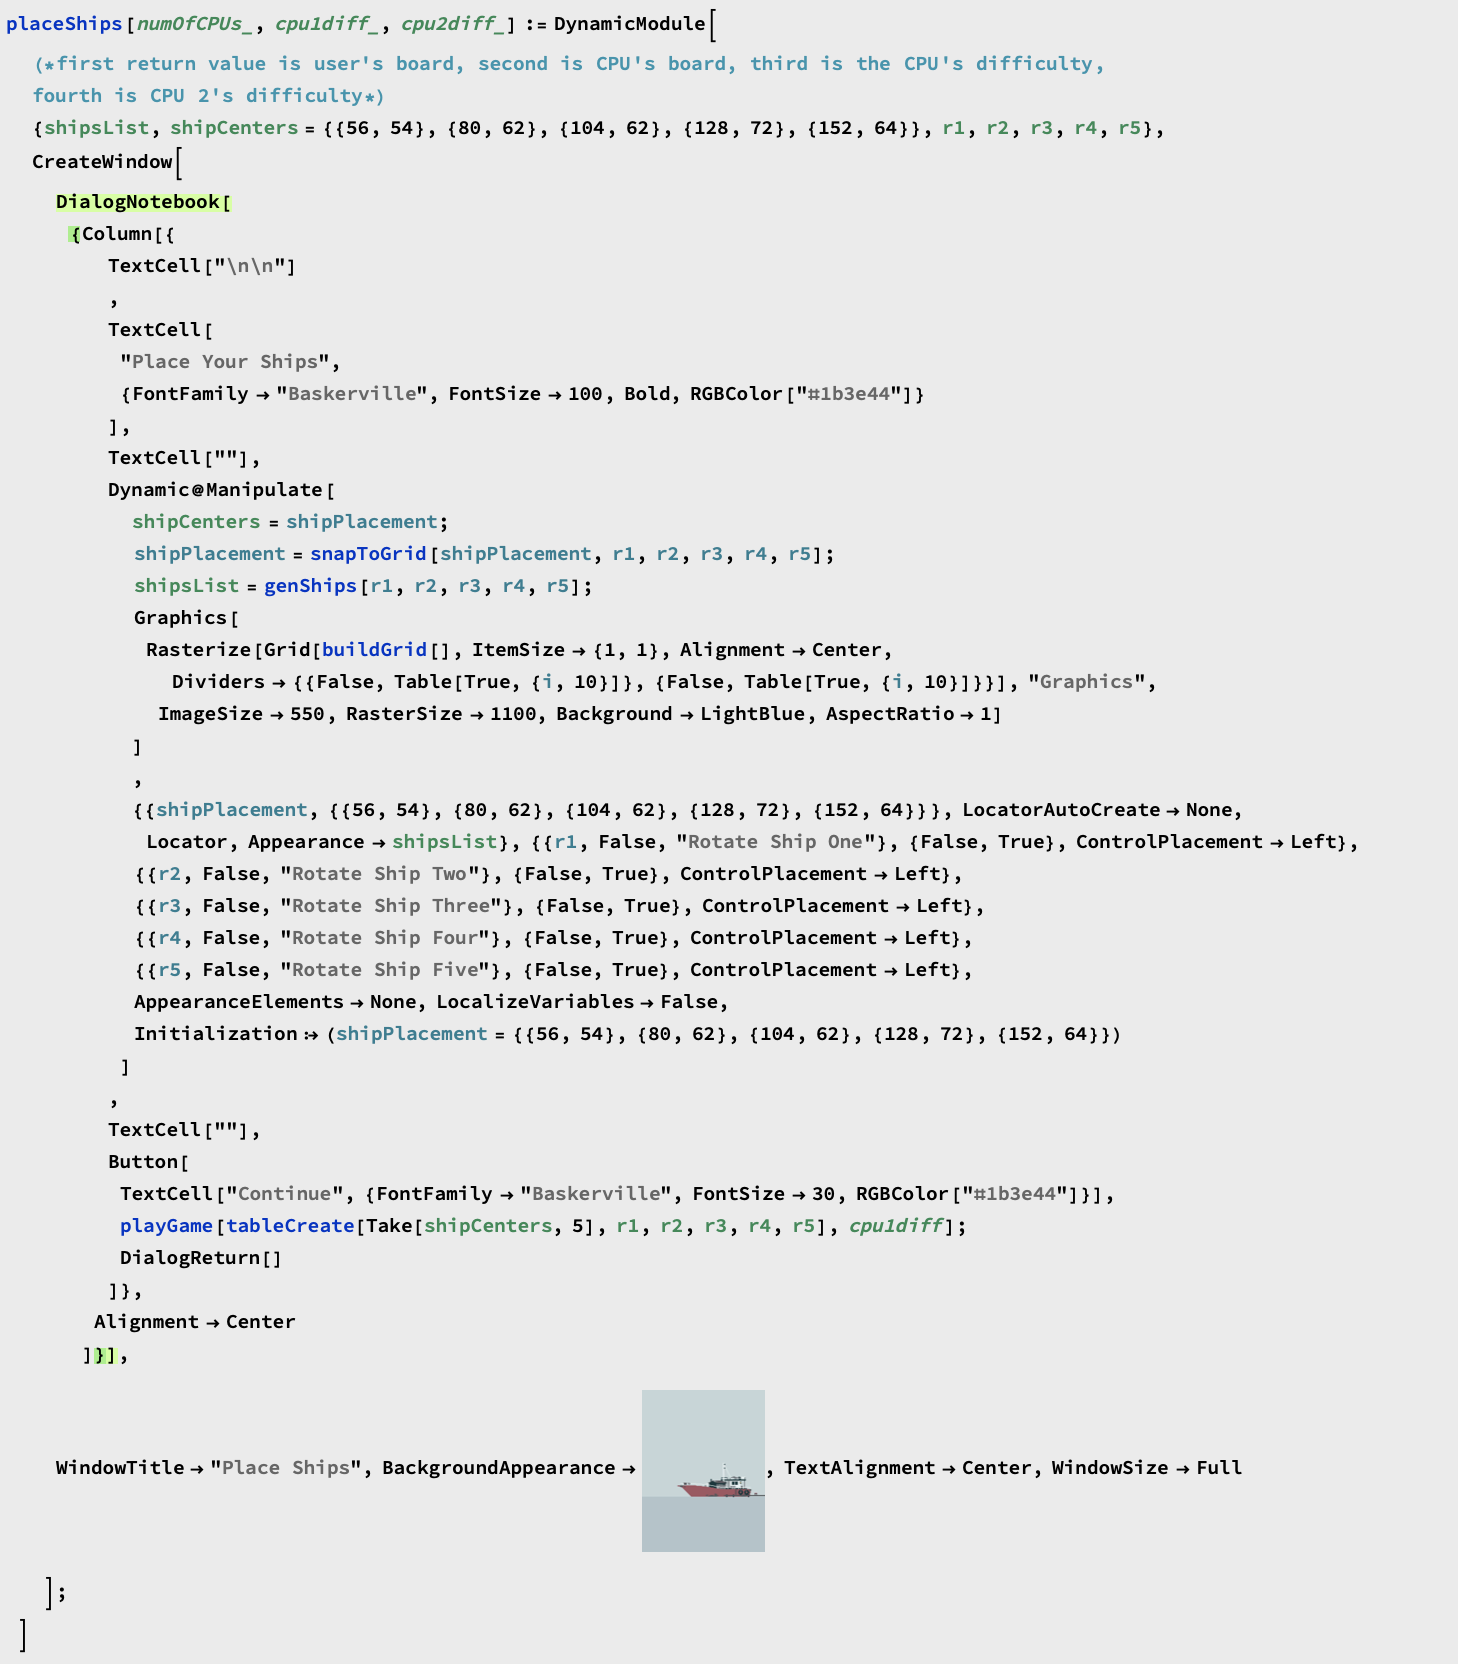 placeShips[numOfCPUs_, cpu1diff_, cpu2diff_] := DynamicModule[
(*first return value is user's board, second is CPU's board, third is the CPU's difficulty,
fourth is CPU 2's difficulty*)
{shipsList, shipCenters = {{56, 54}, {80, 62}, {104, 62}, {128, 72}, {152, 64}}, r1, r2, r3, r4, r5},
CreateWindow[
DialogNotebook[
{Column[{
TextCell["\n\n"]
,
TextCell[
"Place Your Ships",
{FontFamily → "Baskerville", FontSize → 100, Bold, RGBColor["#1b3e44"]}
],
TextCell[""],
Dynamic@Manipulate[
shipCenters = shipPlacement;
shipPlacement = snapToGrid[shipPlacement, r1, r2, r3, r4, r5];
shipsList = genShips[r1, r2, r3, r4, r5];
Graphics[
Rasterize[Grid[buildGrid[], ItemSize → {1, 1}, Alignment → Center,
Dividers → {{False, Table[True, {i, 10}]}, {False, Table[True, {i, 10}]}}], "Graphics",
ImageSize → 550, RasterSize → 1100, Background → LightBlue, AspectRatio → 1]
]
,
{{shipPlacement, {{56, 54}, {80, 62}, {104, 62}, {128, 72}, {152, 64}}}, LocatorAutoCreate → None,
Locator, Appearance → shipsList}, {{r1, False, "Rotate Ship One"}, {False, True}, ControlPlacement → Left},
{{r2, False, "Rotate Ship Two"}, {False, True}, ControlPlacement → Left},
{{r3, False, "Rotate Ship Three"}, {False, True}, ControlPlacement → Left},
{{r4, False, "Rotate Ship Four"}, {False, True}, ControlPlacement → Left},
{{r5, False, "Rotate Ship Five"}, {False, True}, ControlPlacement → Left},
AppearanceElements → None, LocalizeVariables → False,
Initialization ⧴ (shipPlacement = {{56, 54}, {80, 62}, {104, 62}, {128, 72}, {152, 64}})
]
,
TextCell[""],
Button[
TextCell["Continue", {FontFamily → "Baskerville", FontSize → 30, RGBColor["#1b3e44"]}],
playGame[tableCreate[Take[shipCenters, 5], r1, r2, r3, r4, r5], cpu1diff];
DialogReturn[]
]},
Alignment → Center
]}],
WindowTitle → "Place Ships", BackgroundAppearance → , TextAlignment → Center, WindowSize → Full
];
]